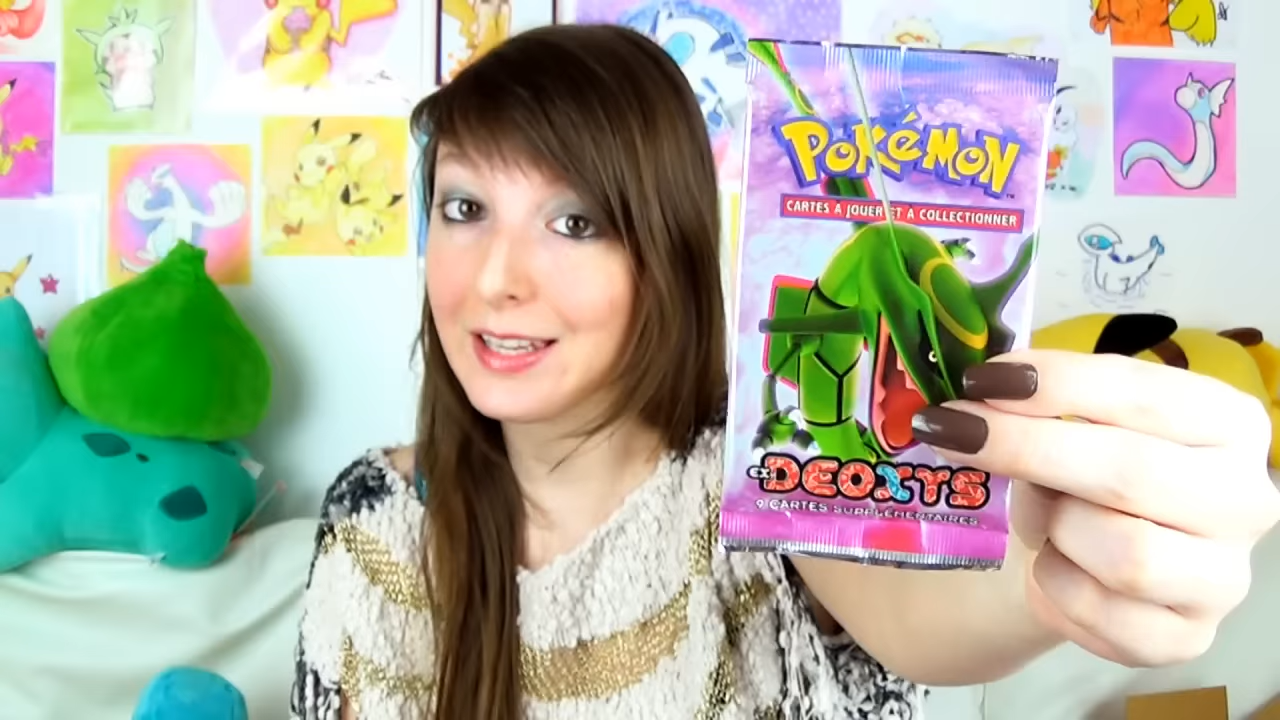 POKéMON
CARTES À JOUER ET À COLLECTIONNER
EX DEOXYS
9 CARTES SUPPLÉMENTAIRES